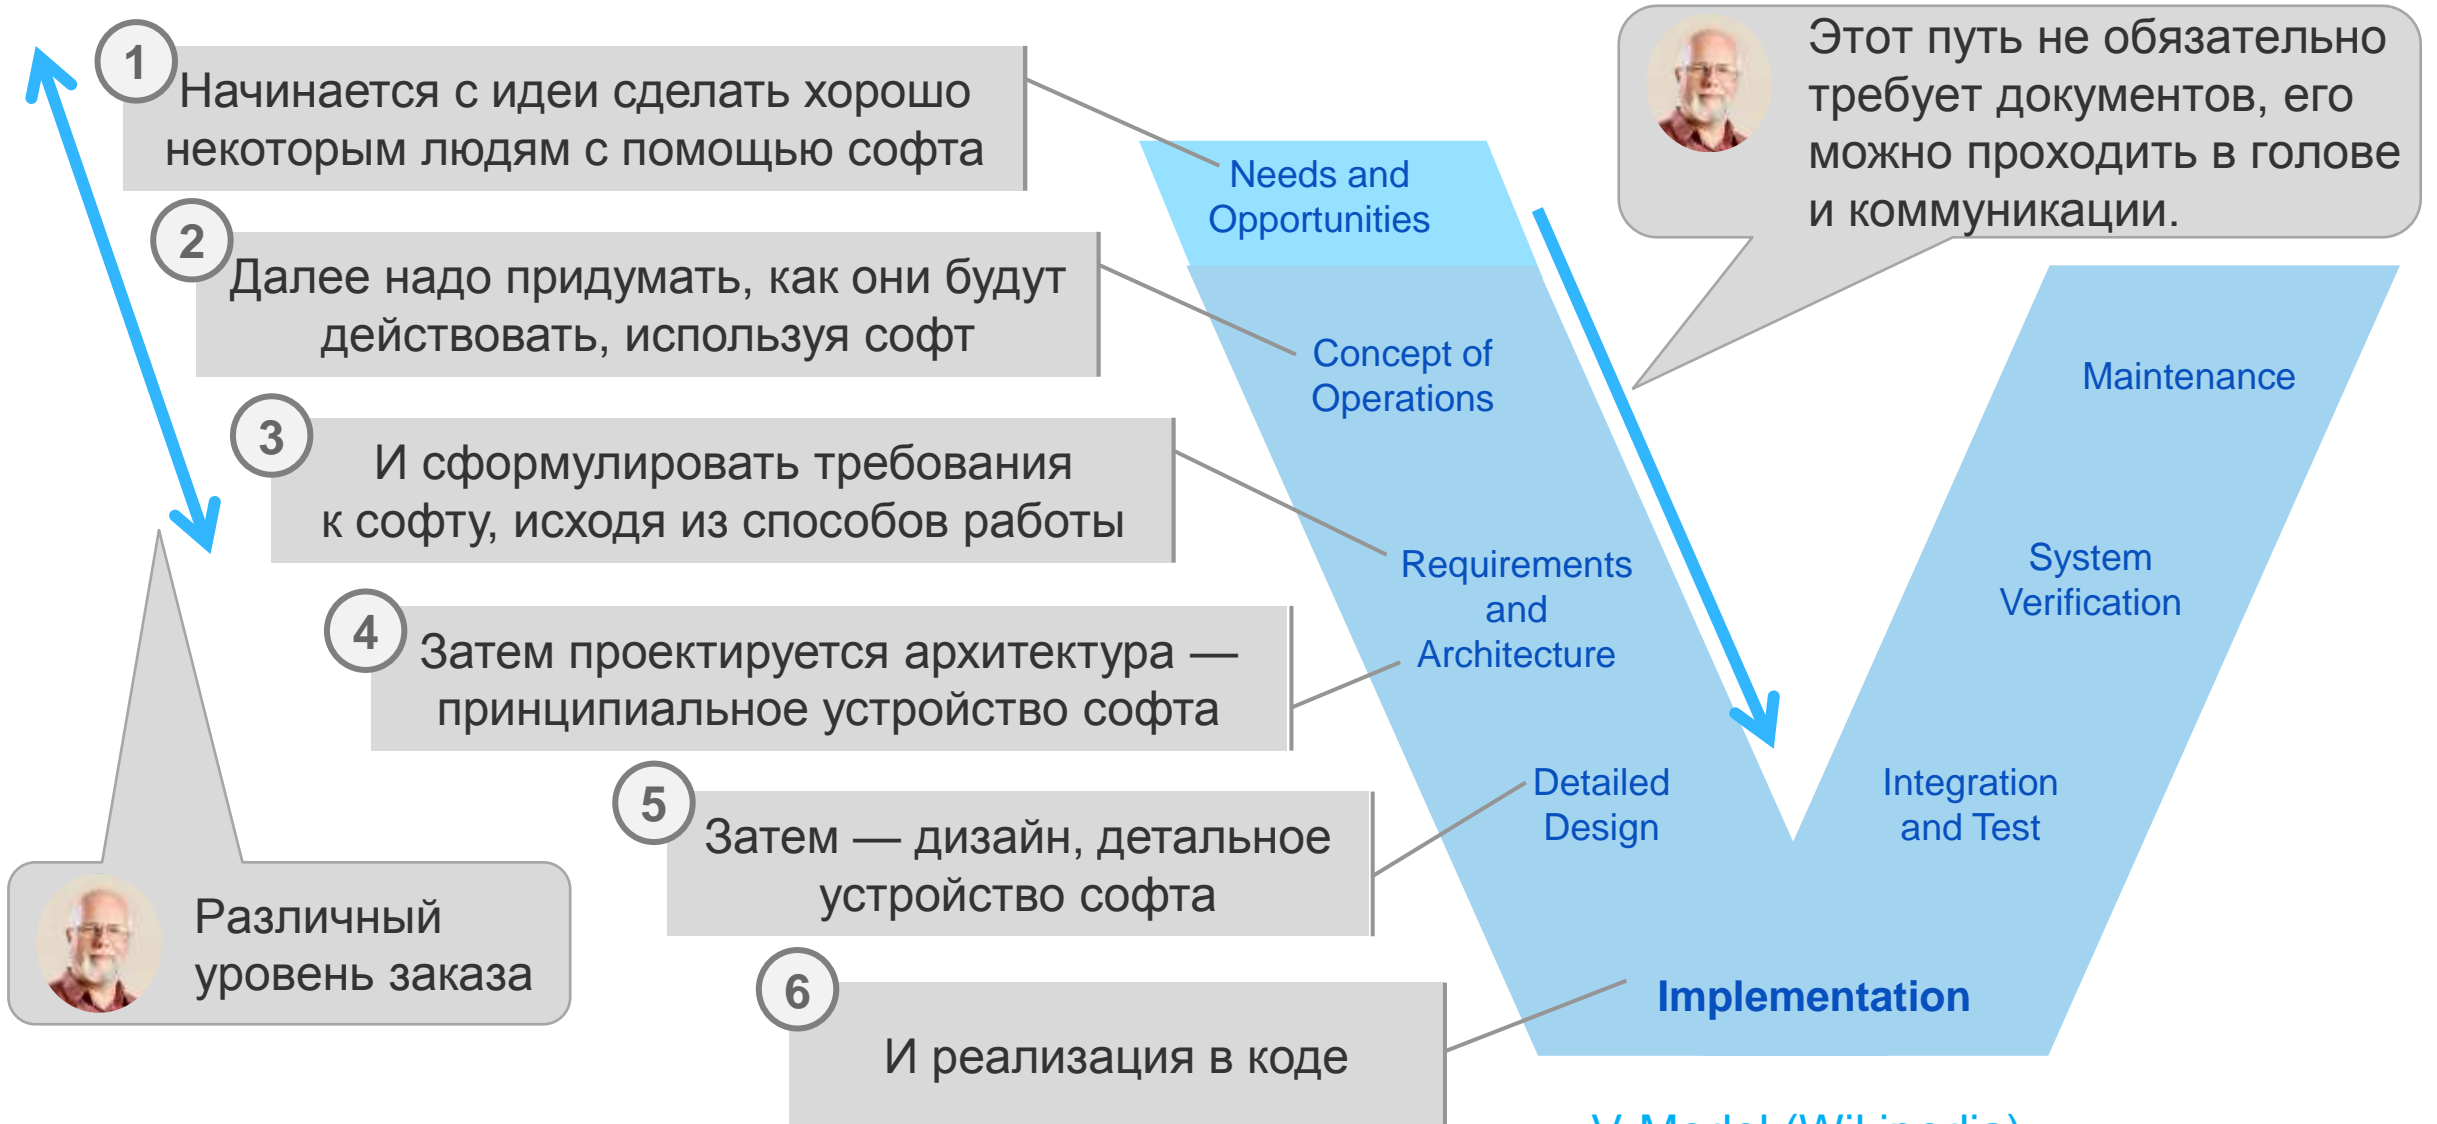 1
Начинается с идеи сделать хорошо
некоторым людям с помощью софта
2
Далее надо придумать, как они будут
действовать, используя софт
3
И сформулировать требования
к софту, исходя из способов работы
4
Затем проектируется архитектура —
принципиальное устройство софта
5
Затем — дизайн, детальное
устройство софта
6
И реализация в коде
Различный
уровень заказа
Needs and
Opportunities
Concept of
Operations
Requirements
and
Architecture
Detailed
Design
Implementation
Integration
and Test
System
Verification
Maintenance
Этот путь не обязательно
требует документов, его
можно проходить в голове
и коммуникации.